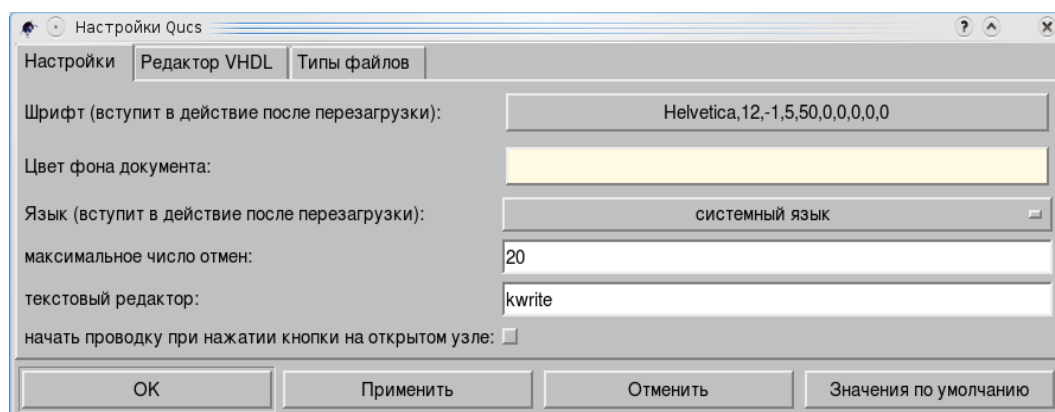 Настройки Qucs
Настройки Редактор VHDL Типы файлов
Шрифт (вступит в действие после перезагрузки): Helvetica,12,-1,5,50,0,0,0,0,0
Цвет фона документа:
Язык (вступит в действие после перезагрузки): системный язык
максимальное число отмен: 20
текстовый редактор: kwrite
начать проводку при нажатии кнопки на открытом узле:
OK Применить Отменить Значения по умолчанию